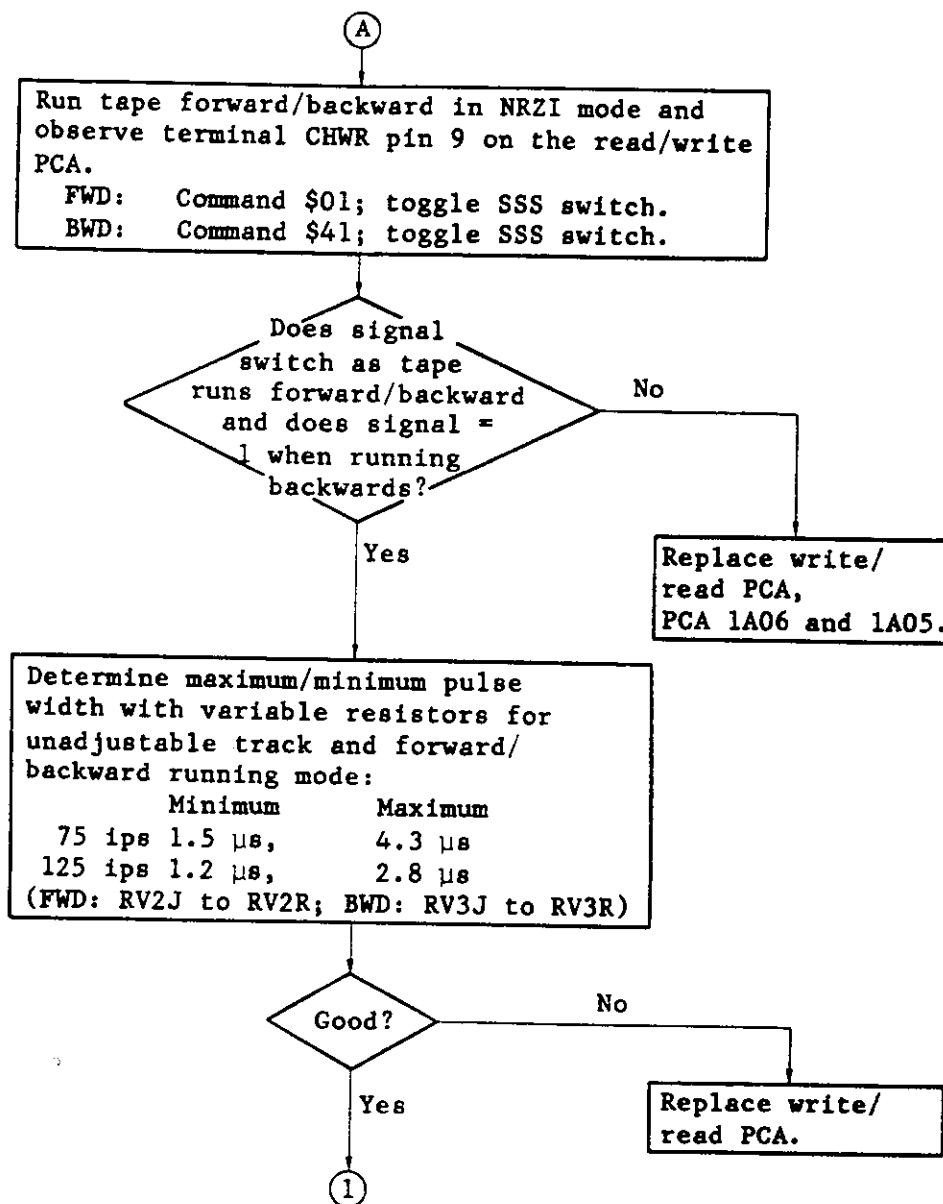 A
Run tape forward/backward in NRZI mode and
observe terminal CHWR pin 9 on the read/write
PCA.
FWD: Command $01; toggle SSS switch.
BWD: Command $41; toggle SSS switch.
Does signal
switch as tape
runs forward/backward
and does signal =
1 when running
backwards?
No
Yes
Replace write/
read PCA,
PCA 1A06 and 1A05.
Determine maximum/minimum pulse
width with variable resistors for
unadjustable track and forward/
backward running mode:
Minimum Maximum
75 ips 1.5 µs, 4.3 µs
125 ips 1.2 µs, 2.8 µs
(FWD: RV2J to RV2R; BWD: RV3J to RV3R)
Good?
No
Yes
Replace write/
read PCA.
1